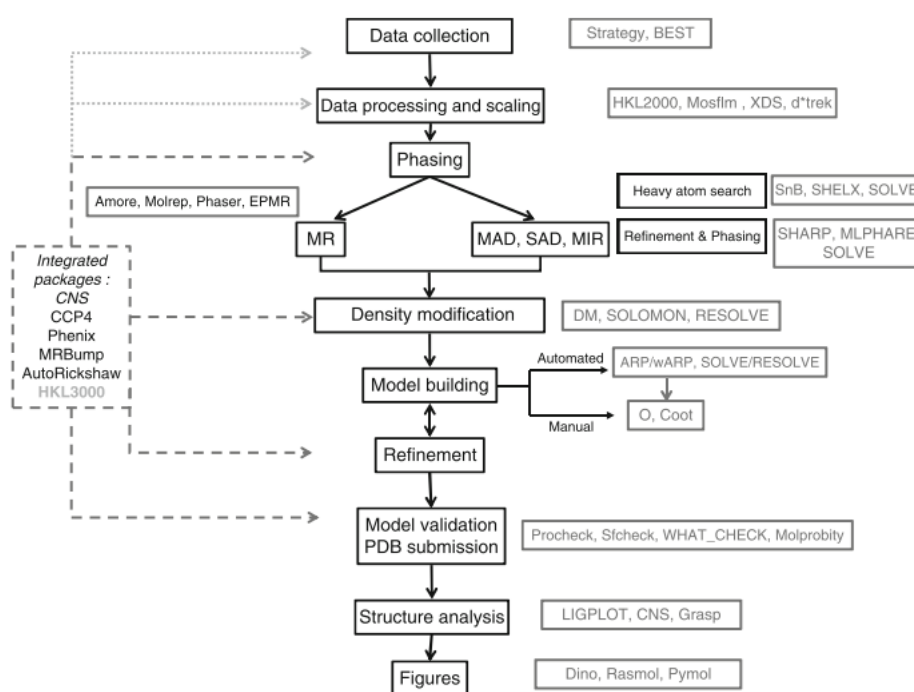 Data collection
Strategy, BEST
Data processing and scaling
HKL2000, Mosflm , XDS, d*trek
Phasing
Amore, Molrep, Phaser, EPMR
Heavy atom search
SnB, SHELX, SOLVE
MR
MAD, SAD, MIR
Refinement & Phasing
SHARP, MLPHARE
SOLVE
Integrated
packages :
CNS
CCP4
Phenix
MRBump
AutoRickshaw
HKL3000
Density modification
DM, SOLOMON, RESOLVE
Model building
Automated
ARP/wARP, SOLVE/RESOLVE
Manual
O, Coot
Refinement
Model validation
PDB submission
Procheck, Sfcheck, WHAT_CHECK, Molprobity
Structure analysis
LIGPLOT, CNS, Grasp
Figures
Dino, Rasmol, Pymol